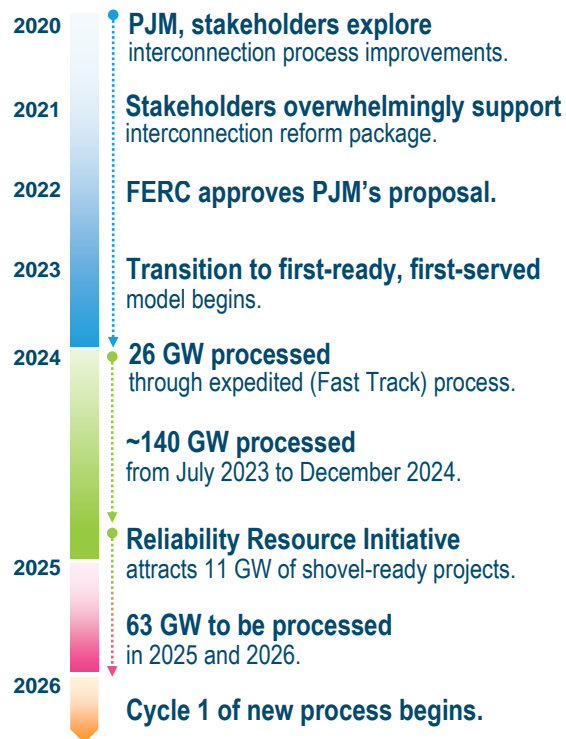 2020
PJM, stakeholders explore
interconnection process improvements.
2021
Stakeholders overwhelmingly support
interconnection reform package.
2022
FERC approves PJM’s proposal.
2023
Transition to first-ready, first-served
model begins.
2024
26 GW processed
through expedited (Fast Track) process.
~140 GW processed
from July 2023 to December 2024.
Reliability Resource Initiative
attracts 11 GW of shovel-ready projects.
2025
63 GW to be processed
in 2025 and 2026.
2026
Cycle 1 of new process begins.